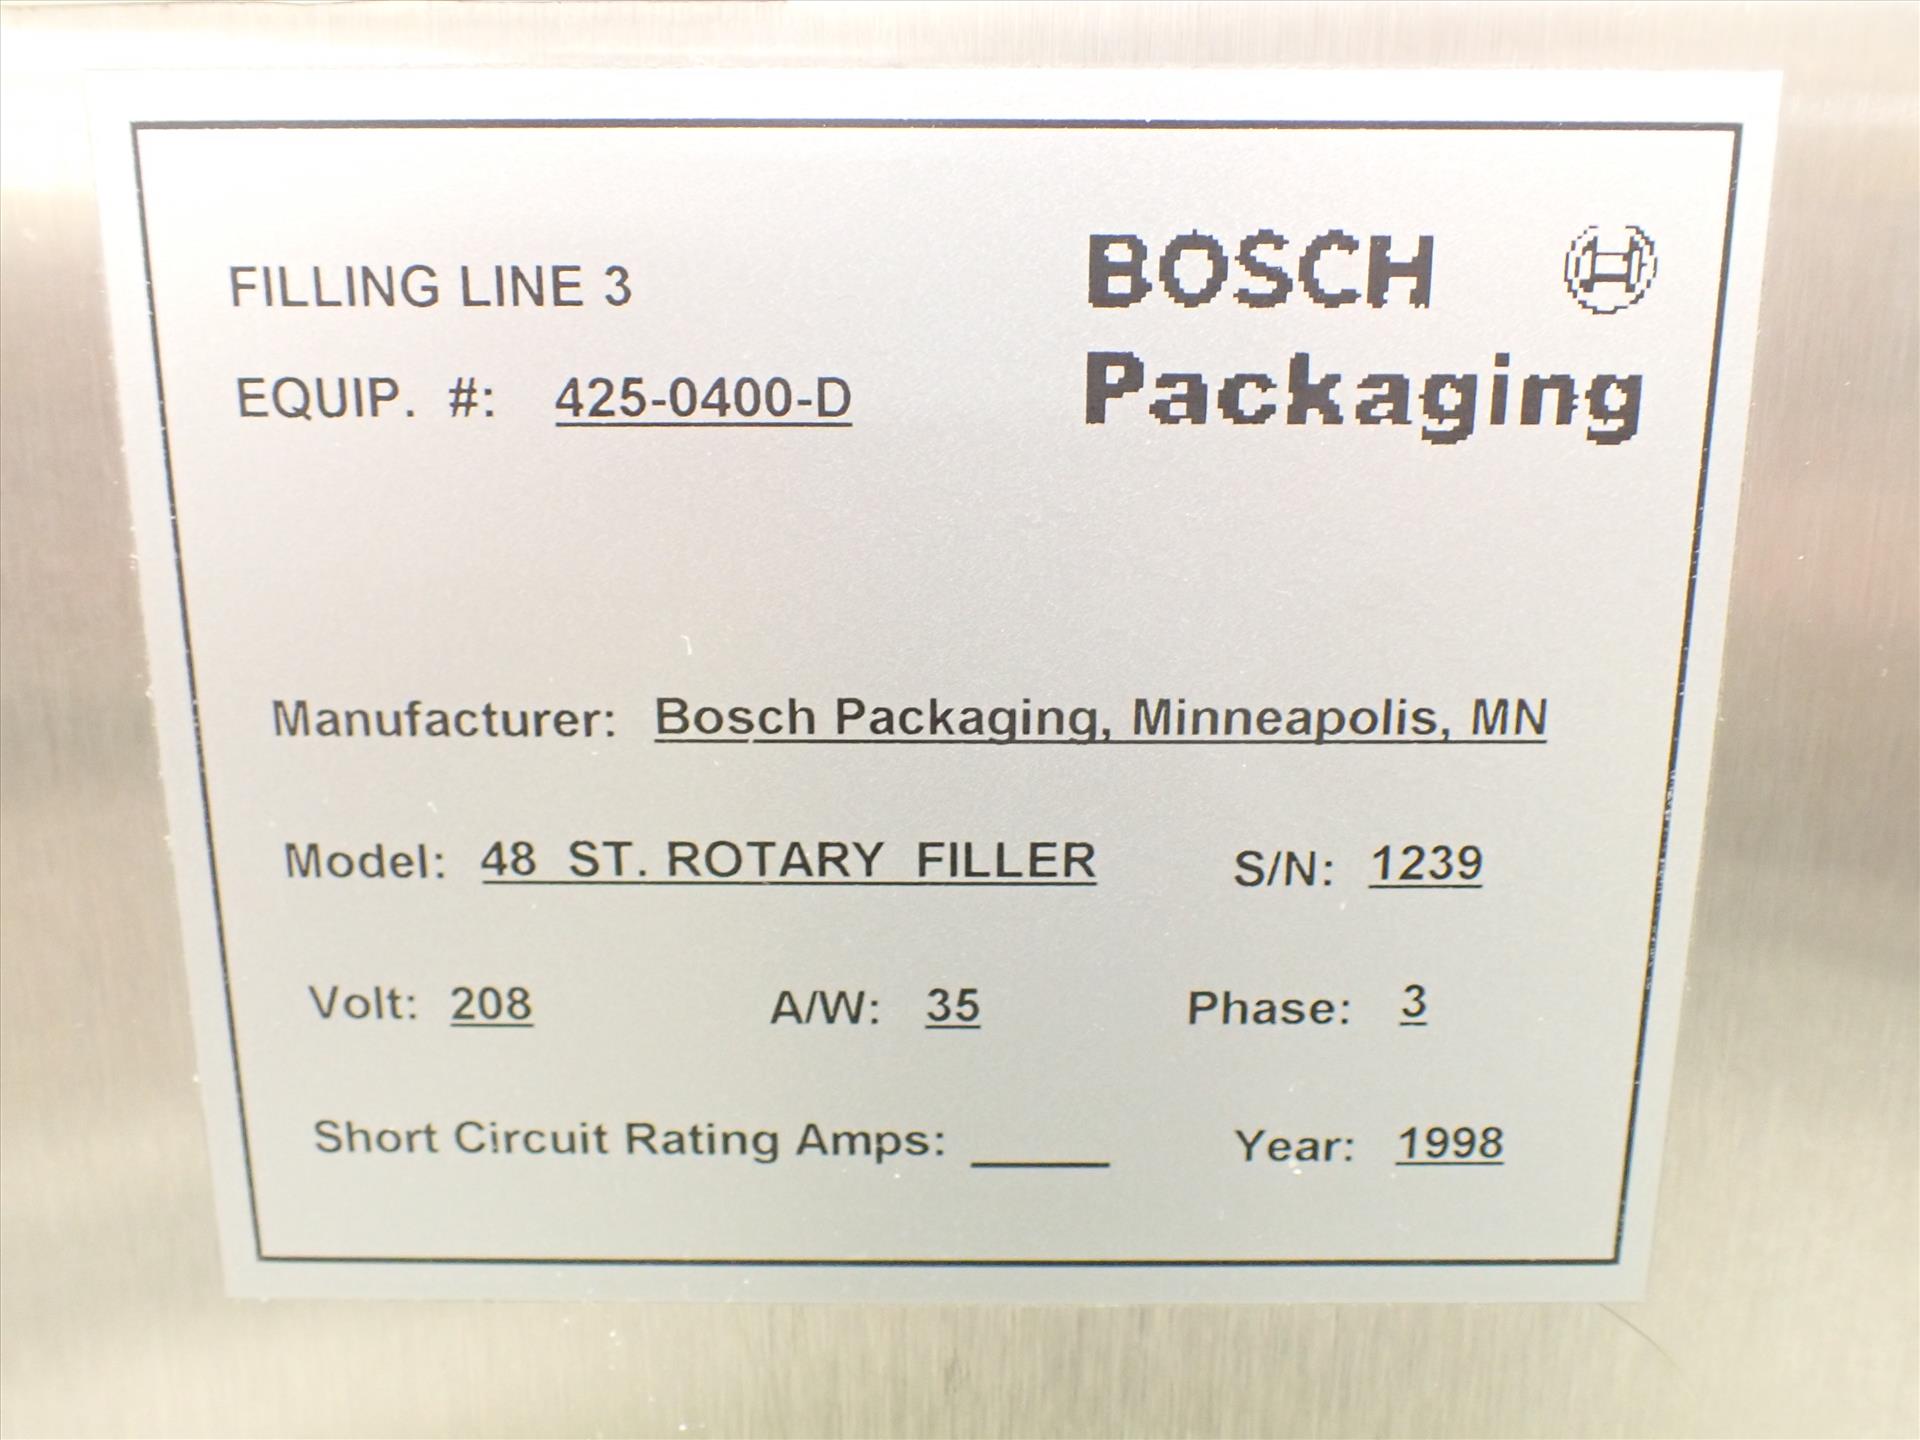 FILLING LINE 3
BOSCH
EQUIP. #: 425-0400-D
Packaging
Manufacturer: Bosch Packaging, Minneapolis, MN
Model: 48 ST. ROTARY FILLER S/N: 1239
Volt: 208 A/W: 35 Phase: 3
Short Circuit Rating Amps: Year: 1998